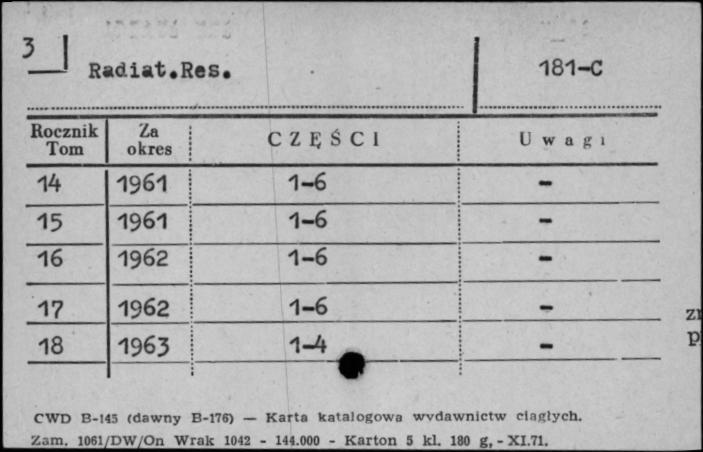 3
Radiat.Res.
181-C
Rocznik Tom | Za okres | CZĘŚCI | Uwagi
14 | 1961 | 1-6 | -
15 | 1961 | 1-6 | -
16 | 1962 | 1-6 | -
17 | 1962 | 1-6 | -
18 | 1963 | 1-4 | -
CWD B-145 (dawny B-176) — Karta katalogowa wydawnictw ciągłych.
Zam. 1061/DW/On Wrak 1042 - 144.000 - Karton 5 kl. 180 g, - XI.71.